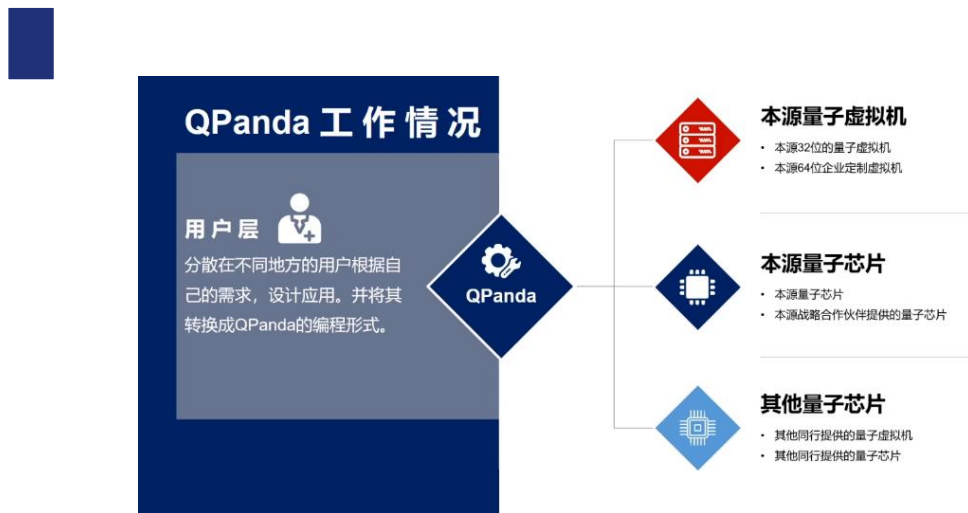 QPanda 工作情况
用户层
分散在不同地方的用户根据自
己的需求，设计应用。并将其
转换成QPanda的编程形式。
QPanda
本源量子虚拟机
• 本源32位的量子虚拟机
• 本源64位企业定制虚拟机
本源量子芯片
• 本源量子芯片
• 本源战略合作伙伴提供的量子芯片
其他量子芯片
• 其他同行提供的量子虚拟机
• 其他同行提供的量子芯片